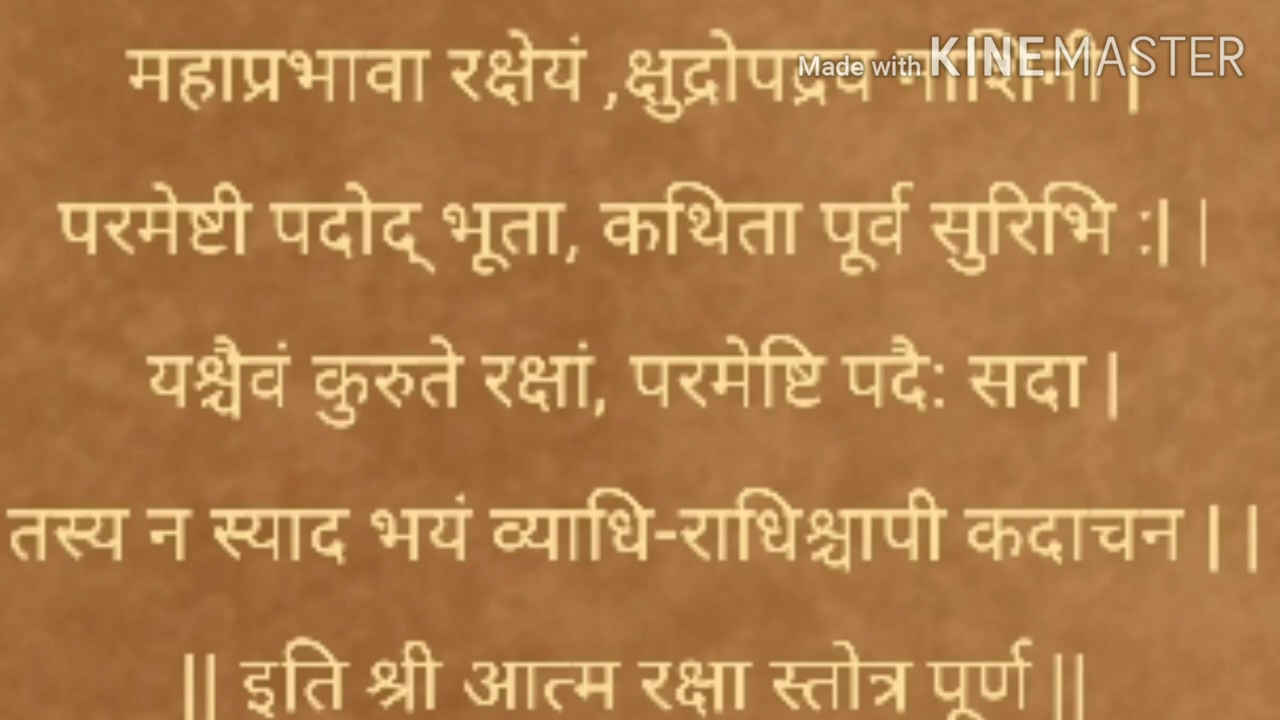 महाप्रभावा रक्षेयं ,क्षुद्रोपद्रव नाशिनी |
Made with KINEMASTER
परमेष्टी पदोद् भूता, कथिता पूर्व सुरिभि :| |
यश्चैवं कुरुते रक्षां, परमेष्टि पदै: सदा |
तस्य न स्याद भयं व्याधि-राधिश्चापी कदाचन | |
|| इति श्री आत्म रक्षा स्तोत्र पूर्ण ||